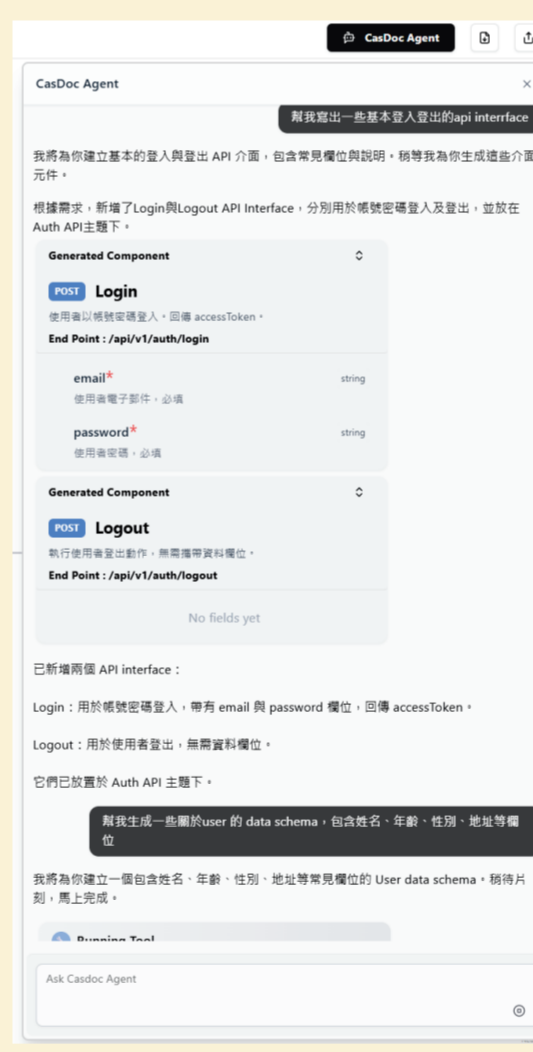 CasDoc Agent
CasDoc Agent
幫我寫出一些基本登入登出的api interrface
我將為你建立基本的登入與登出 API 介面，包含常見欄位與說明。稍等我為你生成這些介面
元件。
根據需求，新增了Login與Logout API Interface，分別用於帳號密碼登入及登出，並放在
Auth API主題下。
Generated Component
POST Login
使用者以帳號密碼登入，回傳 accessToken。
End Point : /api/v1/auth/login
email* string
使用者電子郵件，必填
password* string
使用者密碼，必填
Generated Component
POST Logout
執行使用者登出動作，無需攜帶資料欄位。
End Point : /api/v1/auth/logout
No fields yet
已新增兩個 API interface：
Login：用於帳號密碼登入，帶有 email 與 password 欄位，回傳 accessToken。
Logout：用於使用者登出，無需資料欄位。
它們已放置於 Auth API 主題下。
幫我生成一些關於user 的 data schema，包含姓名、年齡、性別、地址等欄
位
我將為你建立一個包含姓名、年齡、性別、地址等常見欄位的 User data schema。稍待片
刻，馬上完成。
Running Tool
Ask Casdoc Agent